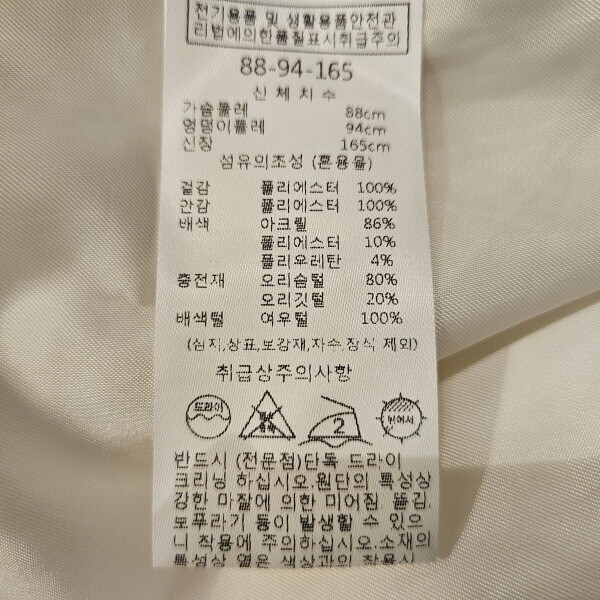 전기용품 및 생활용품안전관
리법에의한품질표시취급주의
88-94-165
신체치수
가슴둘레 88cm
엉덩이둘레 94cm
신장 165cm
섬유의조성 (혼용율)
겉감 폴리에스터 100%
안감 폴리에스터 100%
배색 아크릴 86%
폴리에스터 10%
폴리우레탄 4%
충전재 오리솜털 80%
오리깃털 20%
배색털 여우털 100%
(심지,상표,보강재,자수,장식 제외)
취급상주의사항
드라이 2 뉘어서
반드시 (전문점)단독 드라이
크리닝 하십시오.원단의 특성상
강한 마찰에 의한 미어진 뜯김,
보푸라기 등이 발생할 수 있으
니 착용에 주의하십시오.소재의
특성상 옅은 색상과의 착용시